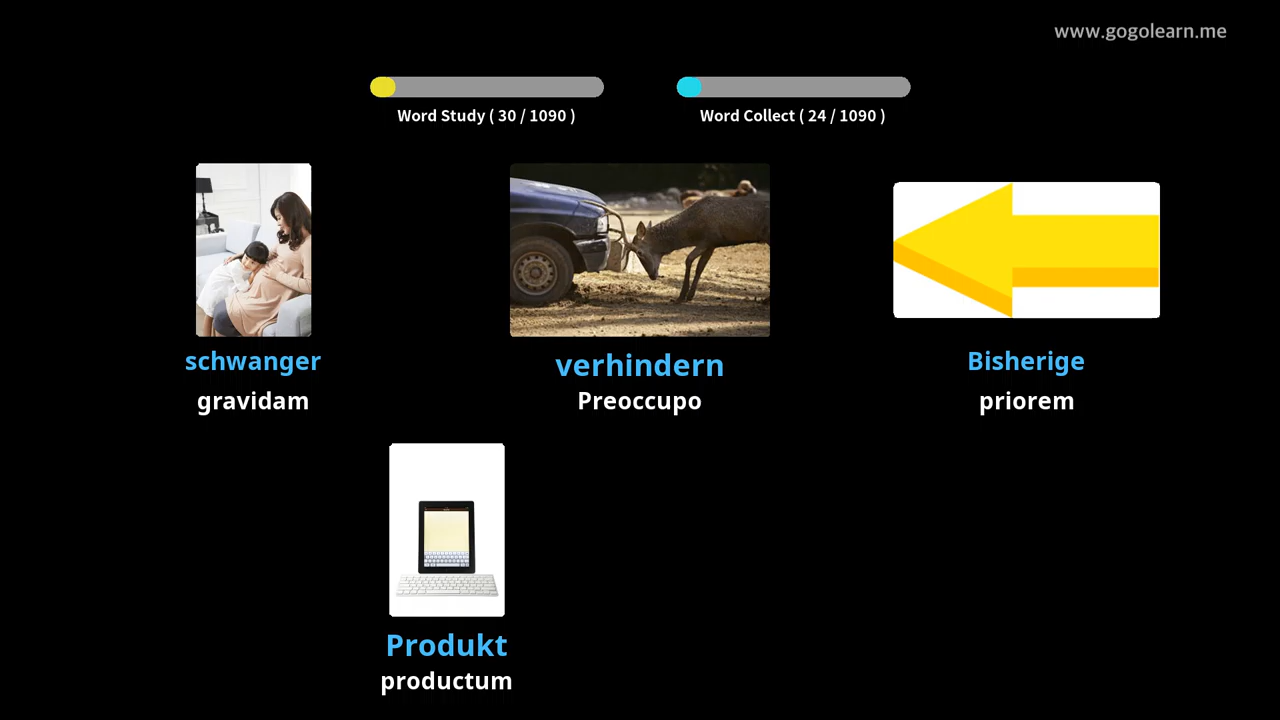 www.gogolearn.me
Word Study ( 30 / 1090 )
Word Collect ( 24 / 1090 )
schwanger
gravidam
verhindern
Preoccupo
Bisherige
priorem
Produkt
productum